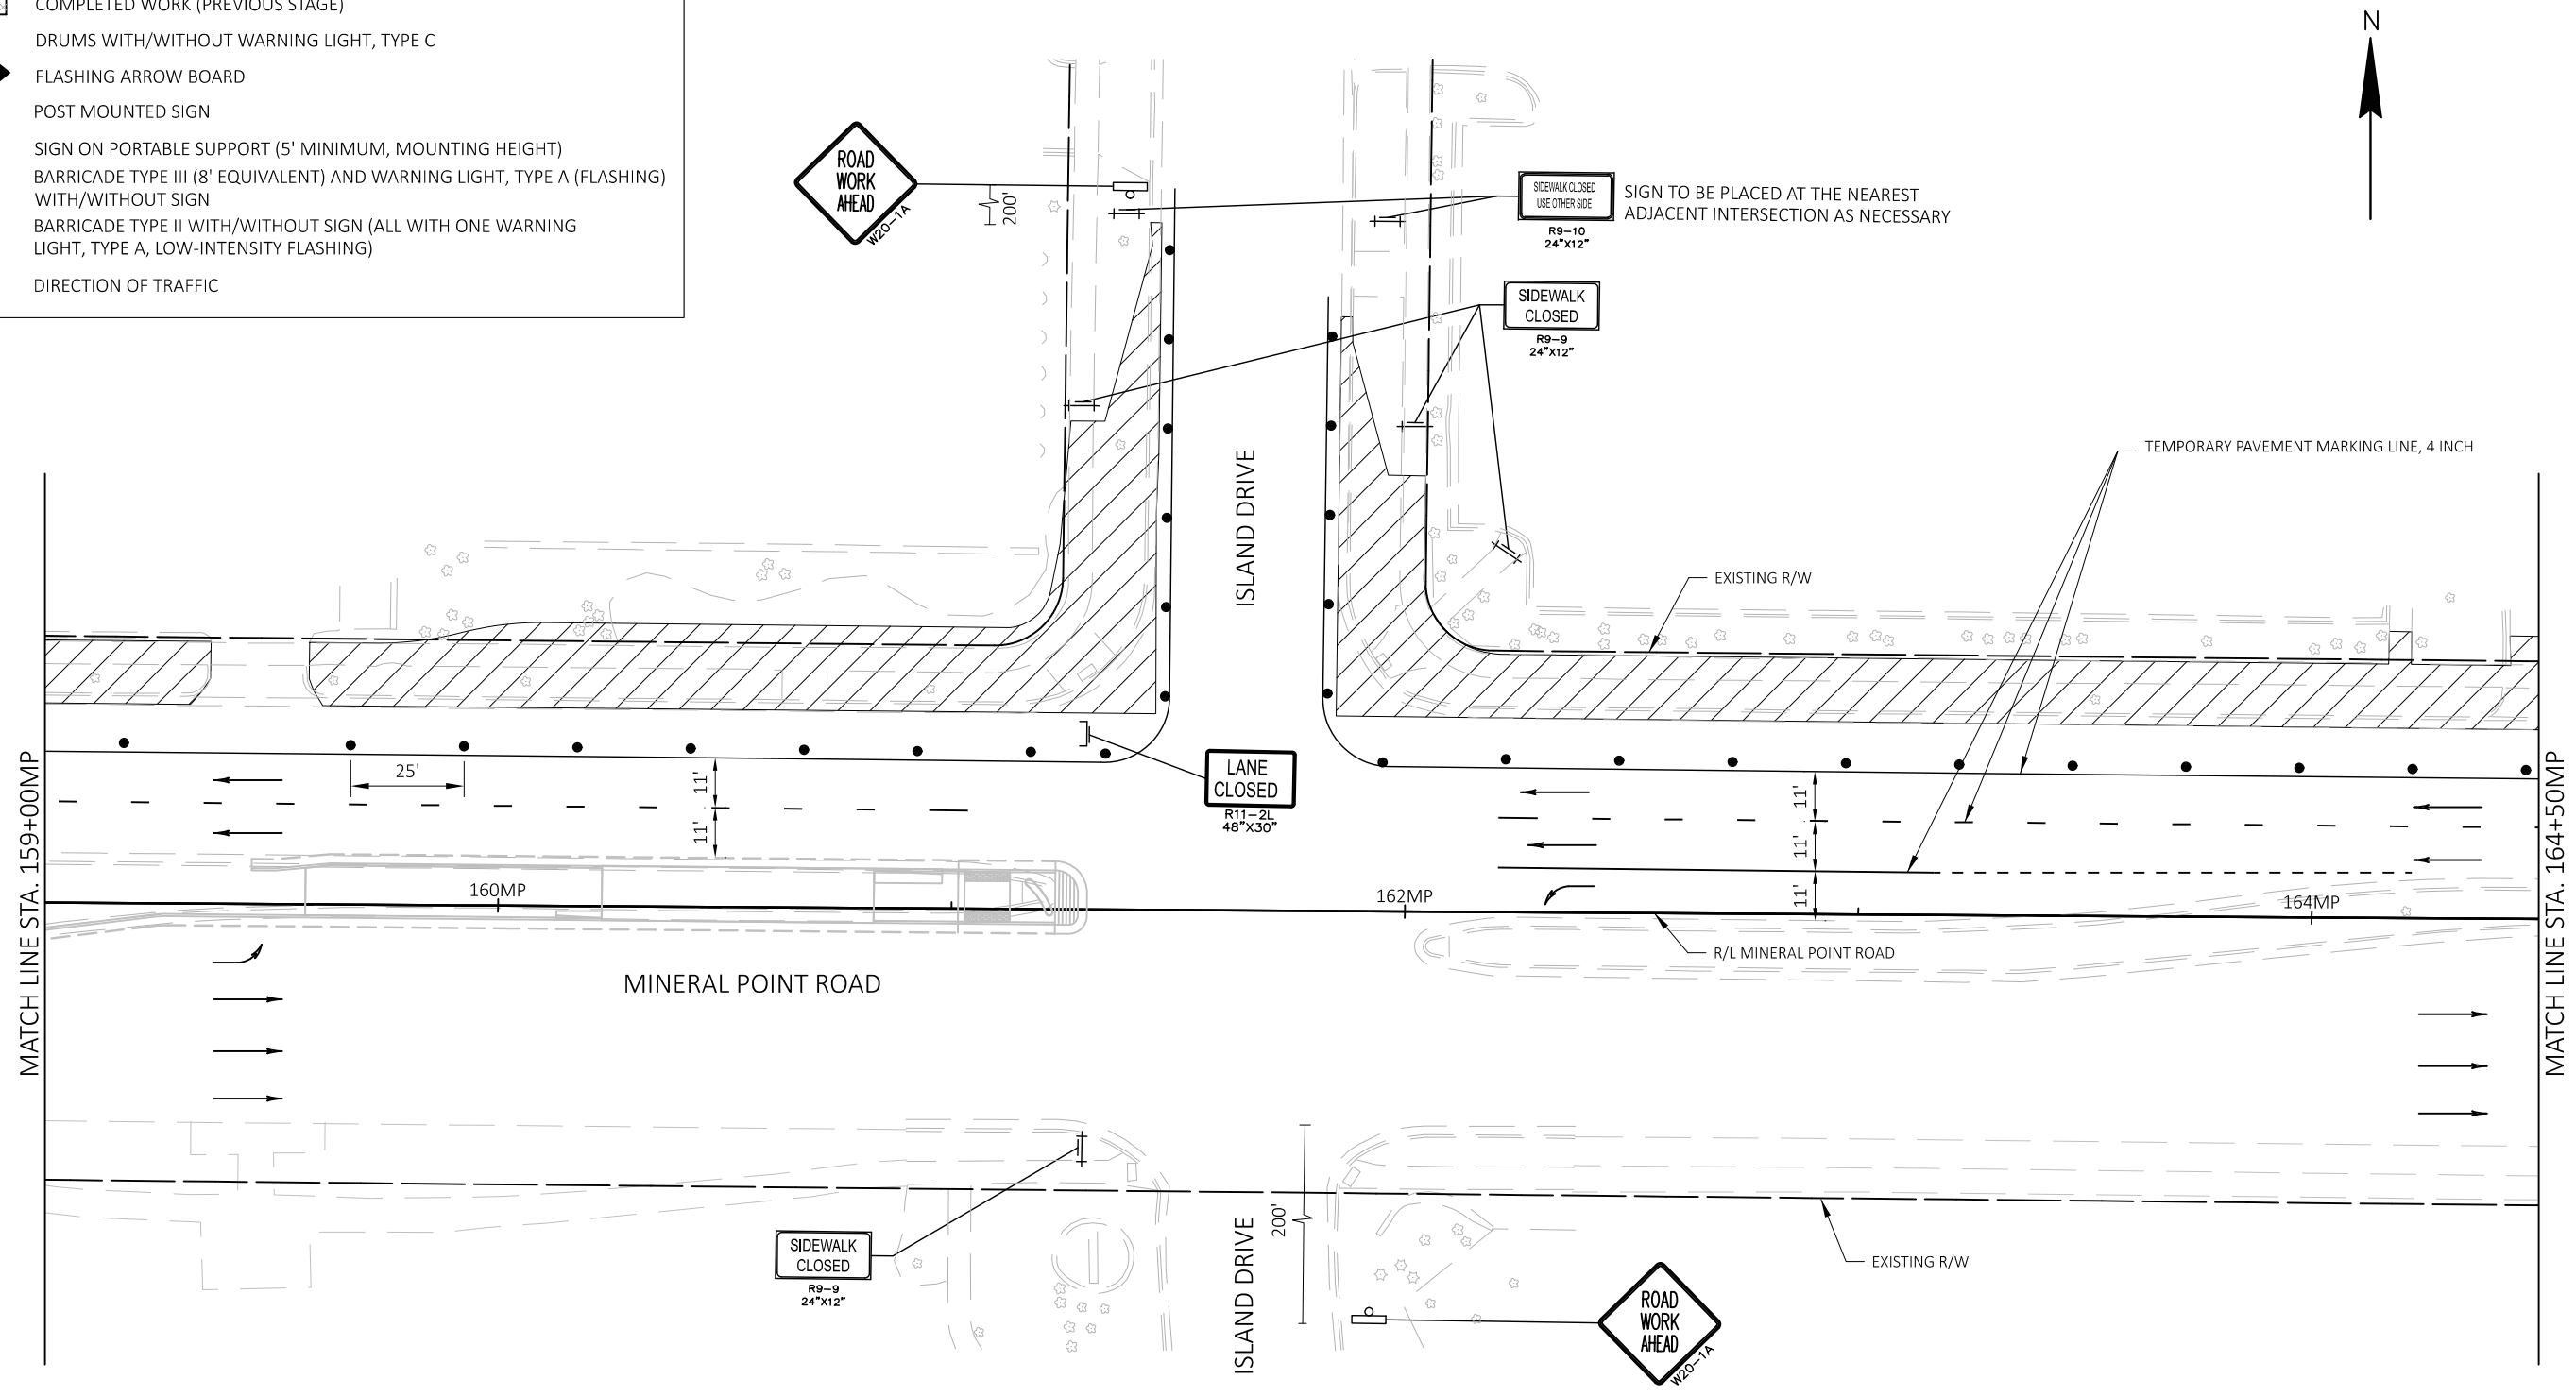 COMPLETED WORK (PREVIOUS STAGE)
DRUMS WITH/WITHOUT WARNING LIGHT, TYPE C
FLASHING ARROW BOARD
POST MOUNTED SIGN
SIGN ON PORTABLE SUPPORT (5' MINIMUM, MOUNTING HEIGHT)
BARRICADE TYPE III (8' EQUIVALENT) AND WARNING LIGHT, TYPE A (FLASHING)
WITH/WITHOUT SIGN
BARRICADE TYPE II WITH/WITHOUT SIGN (ALL WITH ONE WARNING
LIGHT, TYPE A, LOW-INTENSITY FLASHING)
DIRECTION OF TRAFFIC
N
ROAD
WORK
AHEAD
W20-1A
200'
SIDEWALK CLOSED
USE OTHER SIDE
R9-10
24"X12"
SIGN TO BE PLACED AT THE NEAREST
ADJACENT INTERSECTION AS NECESSARY
SIDEWALK
CLOSED
R9-9
24"X12"
ISLAND DRIVE
TEMPORARY PAVEMENT MARKING LINE, 4 INCH
EXISTING R/W
MATCH LINE STA. 159+00MP
25'
11'
11'
LANE
CLOSED
R11-2L
48"X30"
11'
11'
11'
MATCH LINE STA. 164+50MP
160MP
162MP
164MP
R/L MINERAL POINT ROAD
MINERAL POINT ROAD
SIDEWALK
CLOSED
R9-9
24"X12"
ISLAND DRIVE
200'
EXISTING R/W
ROAD
WORK
AHEAD
W20-1A